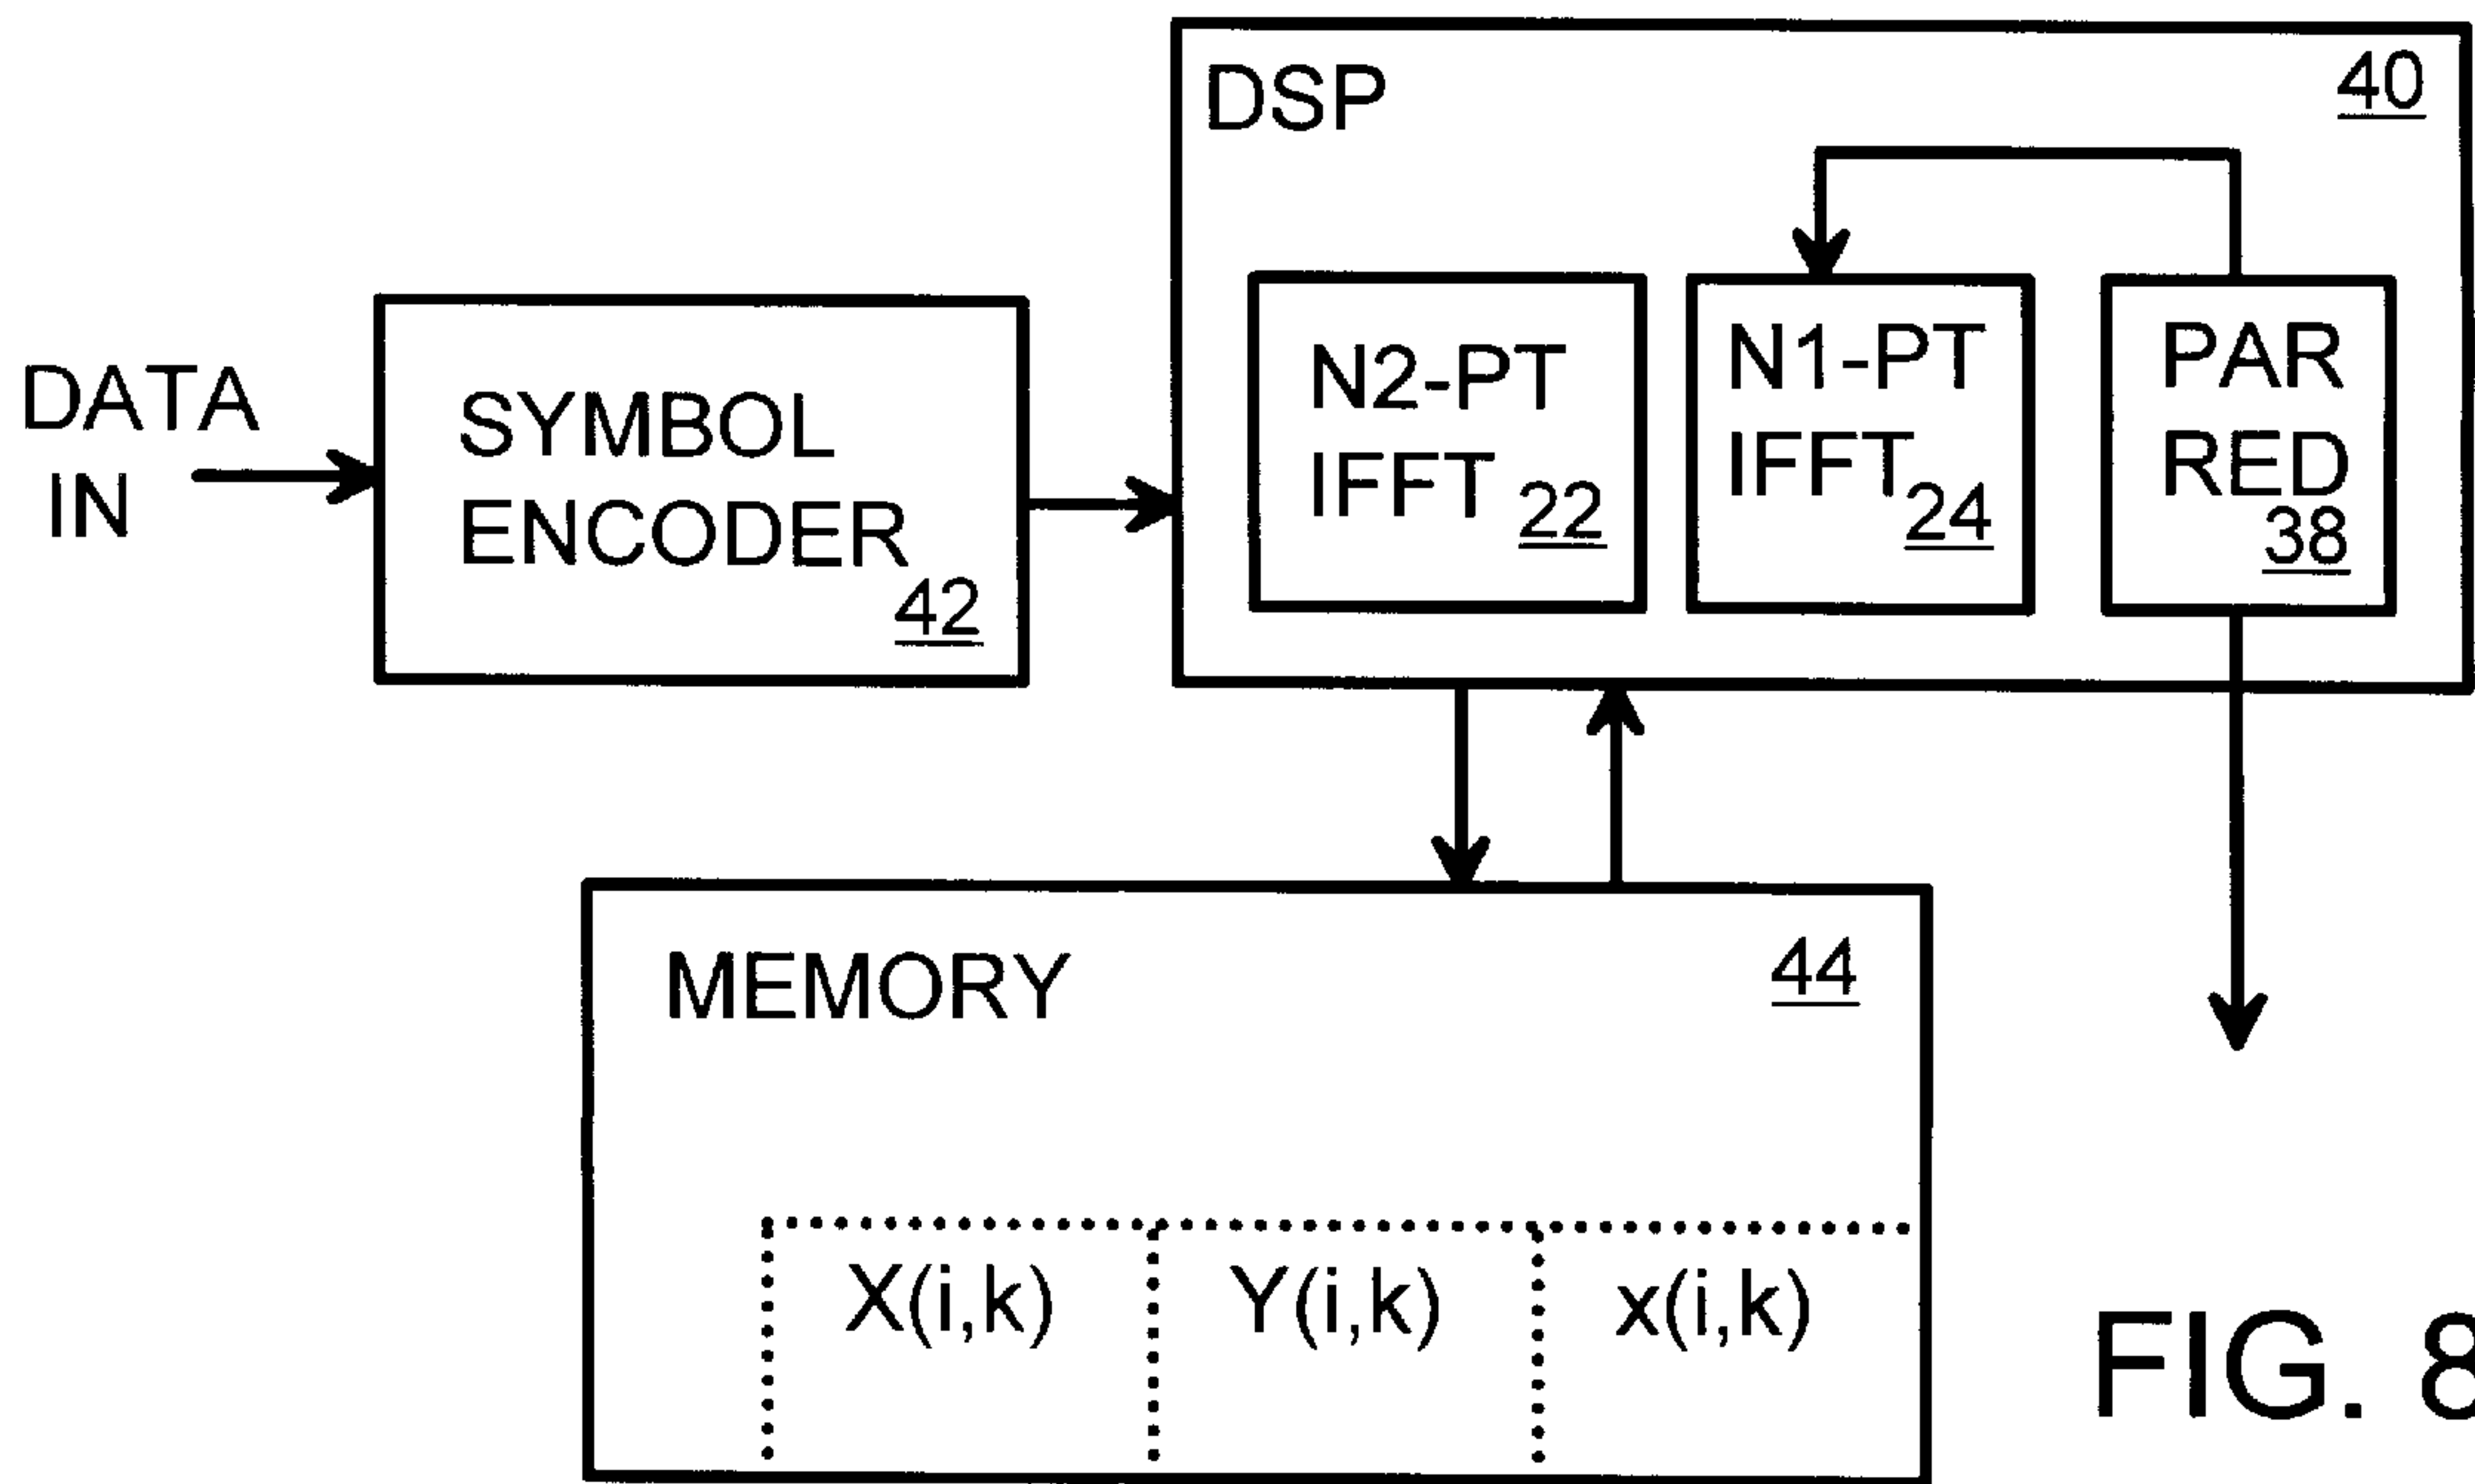 DSP
40
DATA
IN
SYMBOL
ENCODER
42
N2-PT
IFFT 22
N1-PT
IFFT 24
PAR
RED
38
MEMORY
44
X(i,k)
Y(i,k)
x(i,k)
FIG. 8